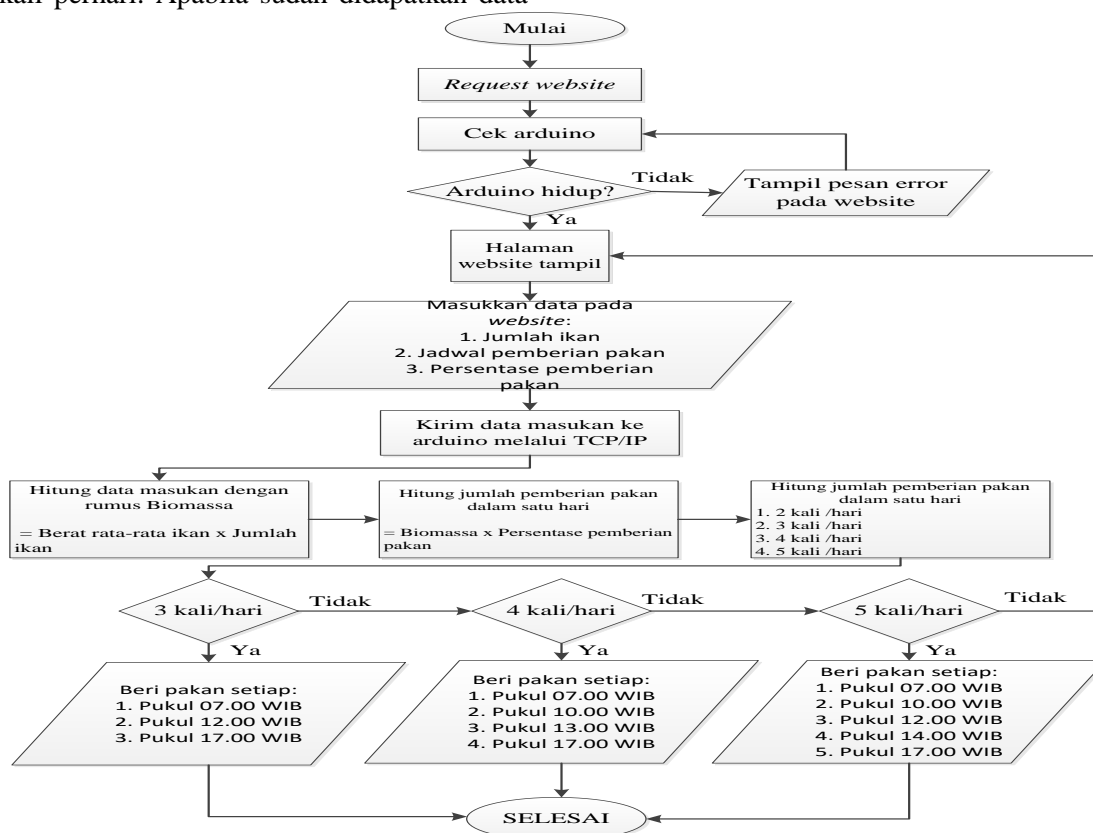 kan perhari. Apabila sudah didapatkan data
Mulai
Request website
Cek arduino
Arduino hidup?
Tidak
Tampil pesan error
pada website
Ya
Halaman
website tampil
Masukkan data pada
website:
1. Jumlah ikan
2. Jadwal pemberian pakan
3. Persentase pemberian
pakan
Kirim data masukan ke
arduino melalui TCP/IP
Hitung data masukan dengan
rumus Biomassa
= Berat rata-rata ikan x Jumlah
ikan
Hitung jumlah pemberian pakan
dalam satu hari
= Biomassa x Persentase pemberian
pakan
Hitung jumlah pemberian pakan
dalam satu hari
1. 2 kali /hari
2. 3 kali /hari
3. 4 kali /hari
4. 5 kali /hari
3 kali/hari
Tidak
4 kali/hari
Tidak
5 kali/hari
Tidak
Ya
Ya
Ya
Beri pakan setiap:
1. Pukul 07.00 WIB
2. Pukul 12.00 WIB
3. Pukul 17.00 WIB
Beri pakan setiap:
1. Pukul 07.00 WIB
2. Pukul 10.00 WIB
3. Pukul 13.00 WIB
4. Pukul 17.00 WIB
Beri pakan setiap:
1. Pukul 07.00 WIB
2. Pukul 10.00 WIB
3. Pukul 12.00 WIB
4. Pukul 14.00 WIB
5. Pukul 17.00 WIB
SELESAI